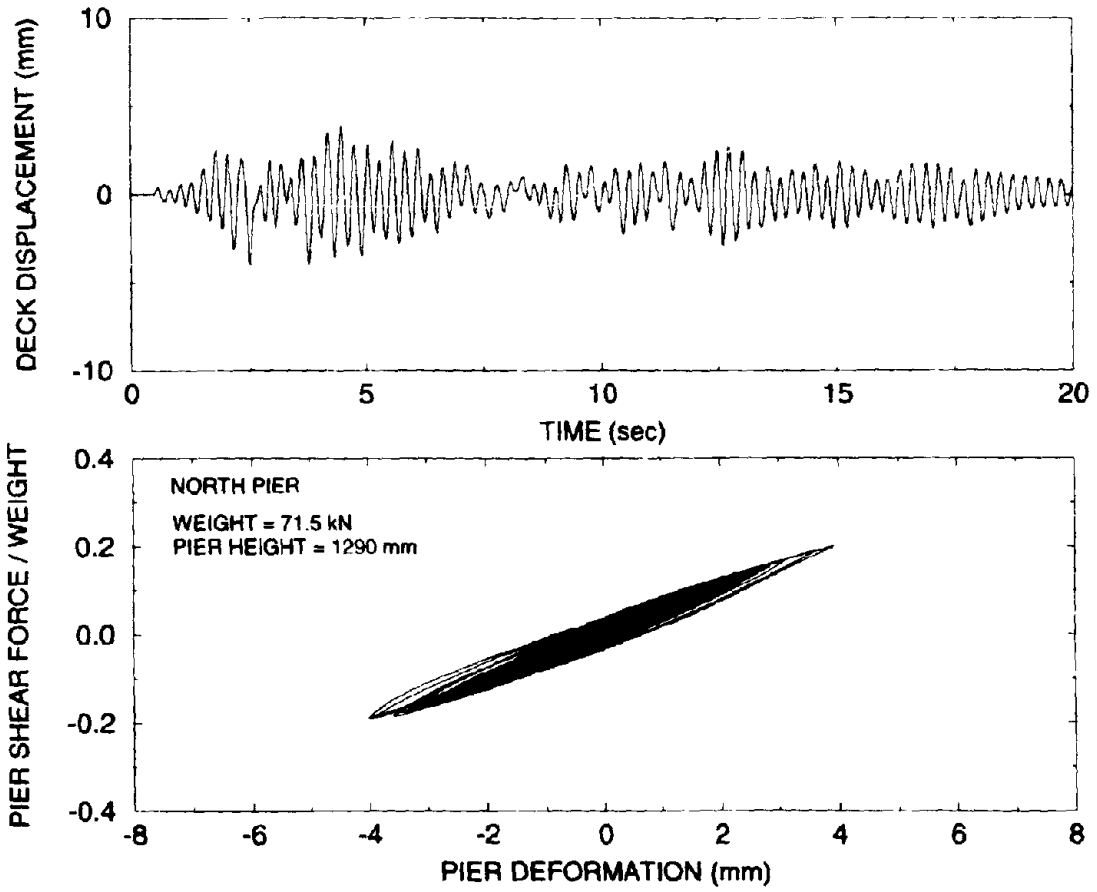 DECK DISPLACEMENT (mm)
10
0
-10
0 5 10 15 20
TIME (sec)
PIER SHEAR FORCE / WEIGHT
0.4
0.2
0.0
-0.2
-0.4
NORTH PIER
WEIGHT = 71.5 kN
PIER HEIGHT = 1290 mm
-8 -6 -4 -2 0 2 4 6 8
PIER DEFORMATION (mm)